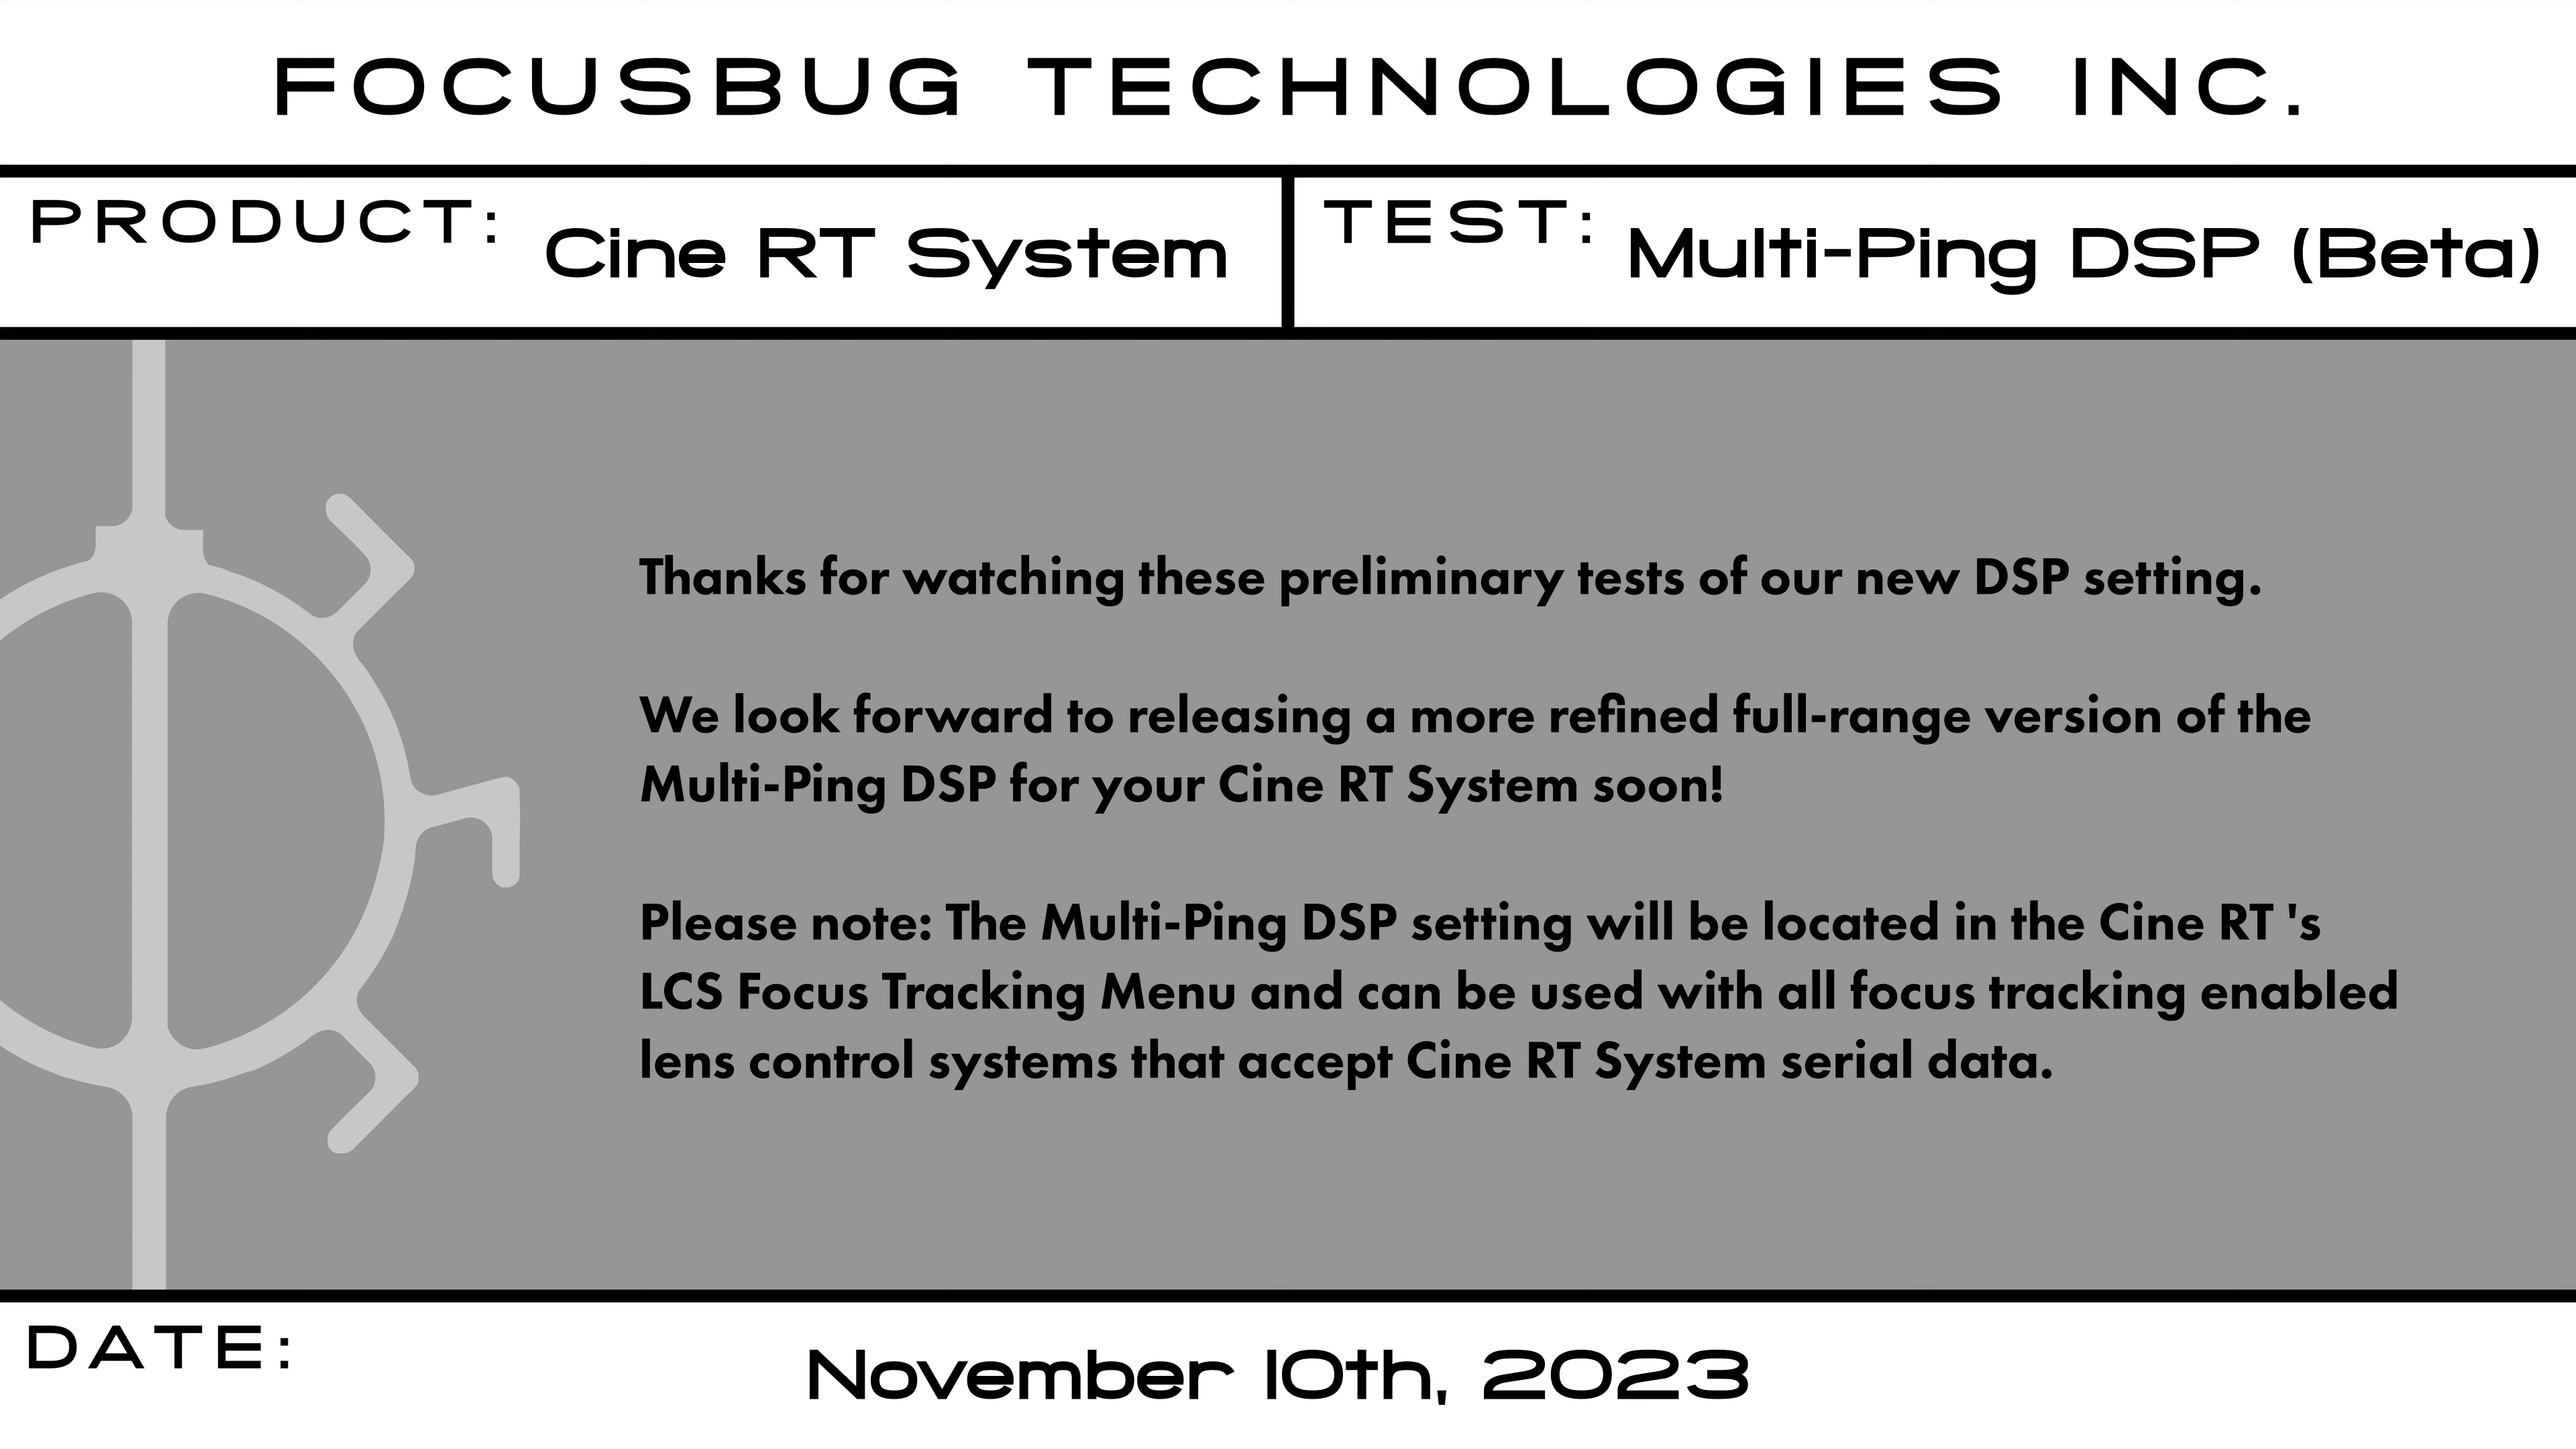 FOCUSBUG TECHNOLOGIES INC.
PRODUCT: Cine RT System
TEST: Multi-Ping DSP (Beta)
Thanks for watching these preliminary tests of our new DSP setting.
We look forward to releasing a more refined full-range version of the
Multi-Ping DSP for your Cine RT System soon!
Please note: The Multi-Ping DSP setting will be located in the Cine RT 's
LCS Focus Tracking Menu and can be used with all focus tracking enabled
lens control systems that accept Cine RT System serial data.
DATE: November 10th, 2023